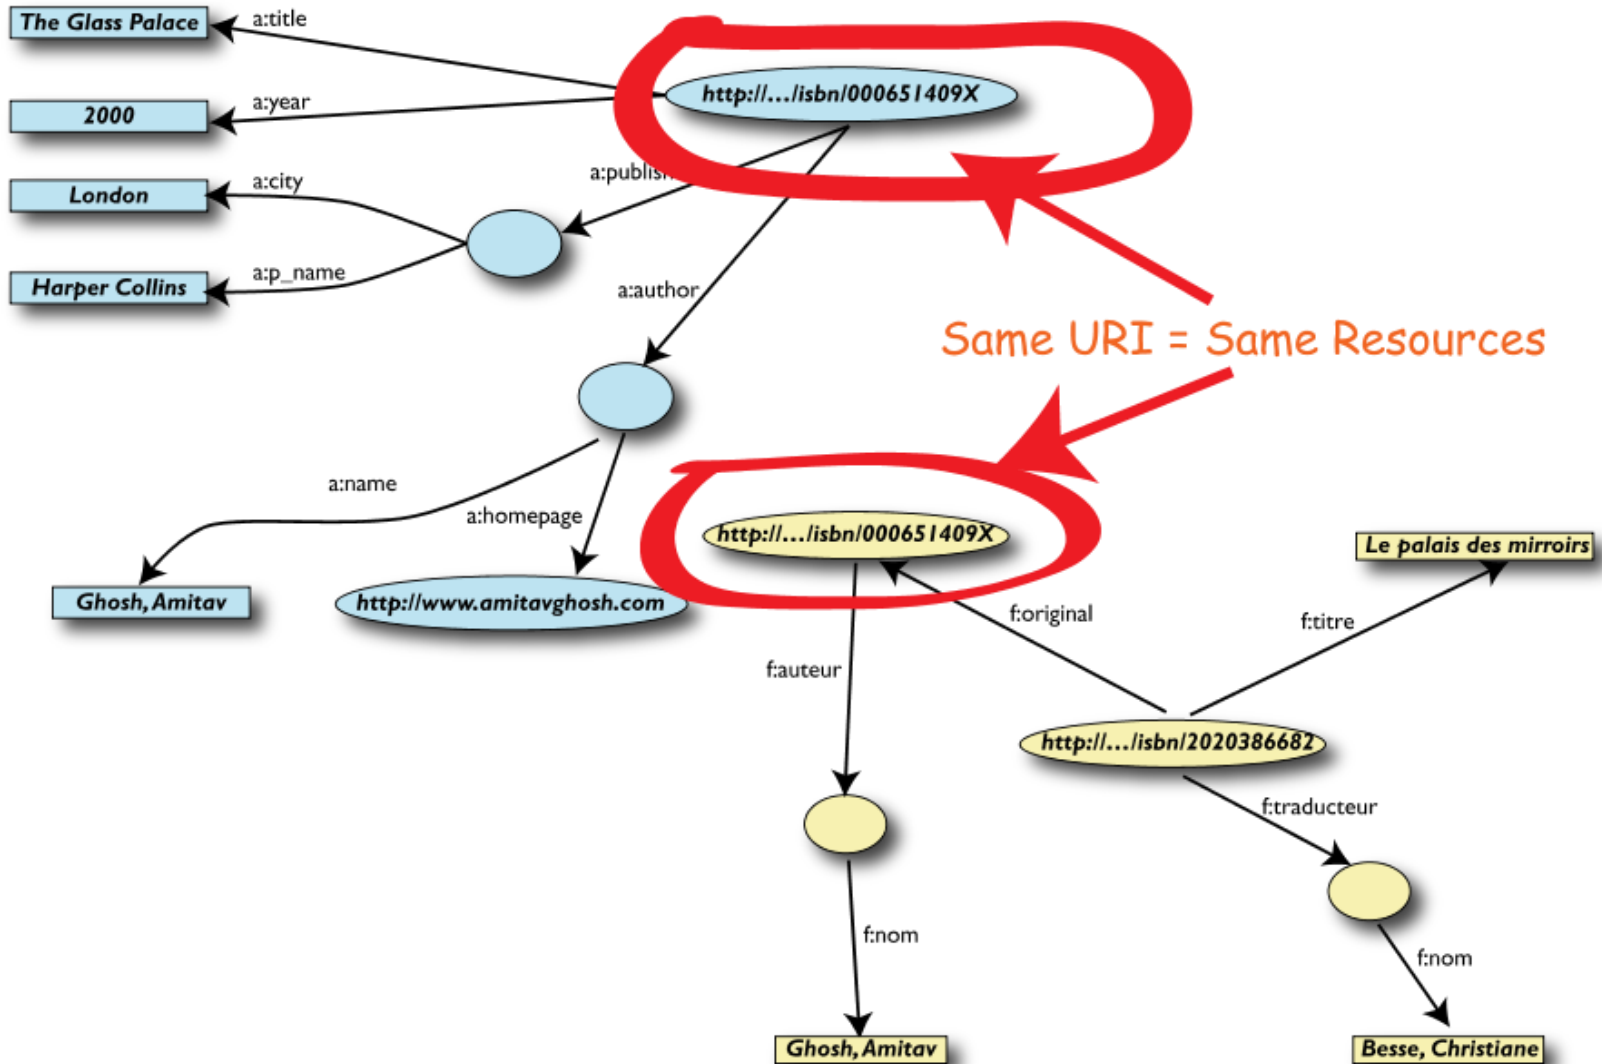 The Glass Palace
a:title
http://…/isbn/000651409X
2000
a:year
London
a:city
a:publish
Harper Collins
a:p_name
a:author
Same URI = Same Resources
a:name
a:homepage
http://…/isbn/000651409X
Le palais des mirroirs
Ghosh, Amitav
http://www.amitavghosh.com
f:original
f:titre
f:auteur
http://…/isbn/2020386682
f:traducteur
f:nom
f:nom
Ghosh, Amitav
Besse, Christiane